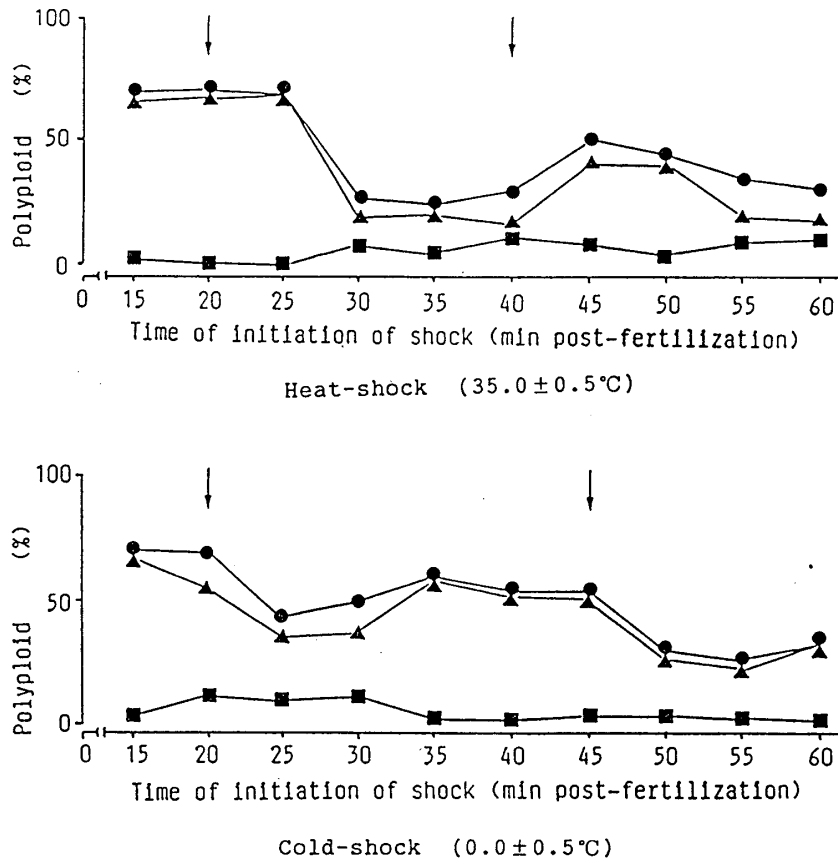 100
50
0
Polyploid (%)
0 15 20 25 30 35 40 45 50 55 60
Time of initiation of shock (min post-fertilization)
Heat-shock (35.0±0.5℃)
100
50
0
Polyploid (%)
0 15 20 25 30 35 40 45 50 55 60
Time of initiation of shock (min post-fertilization)
Cold-shock (0.0±0.5℃)